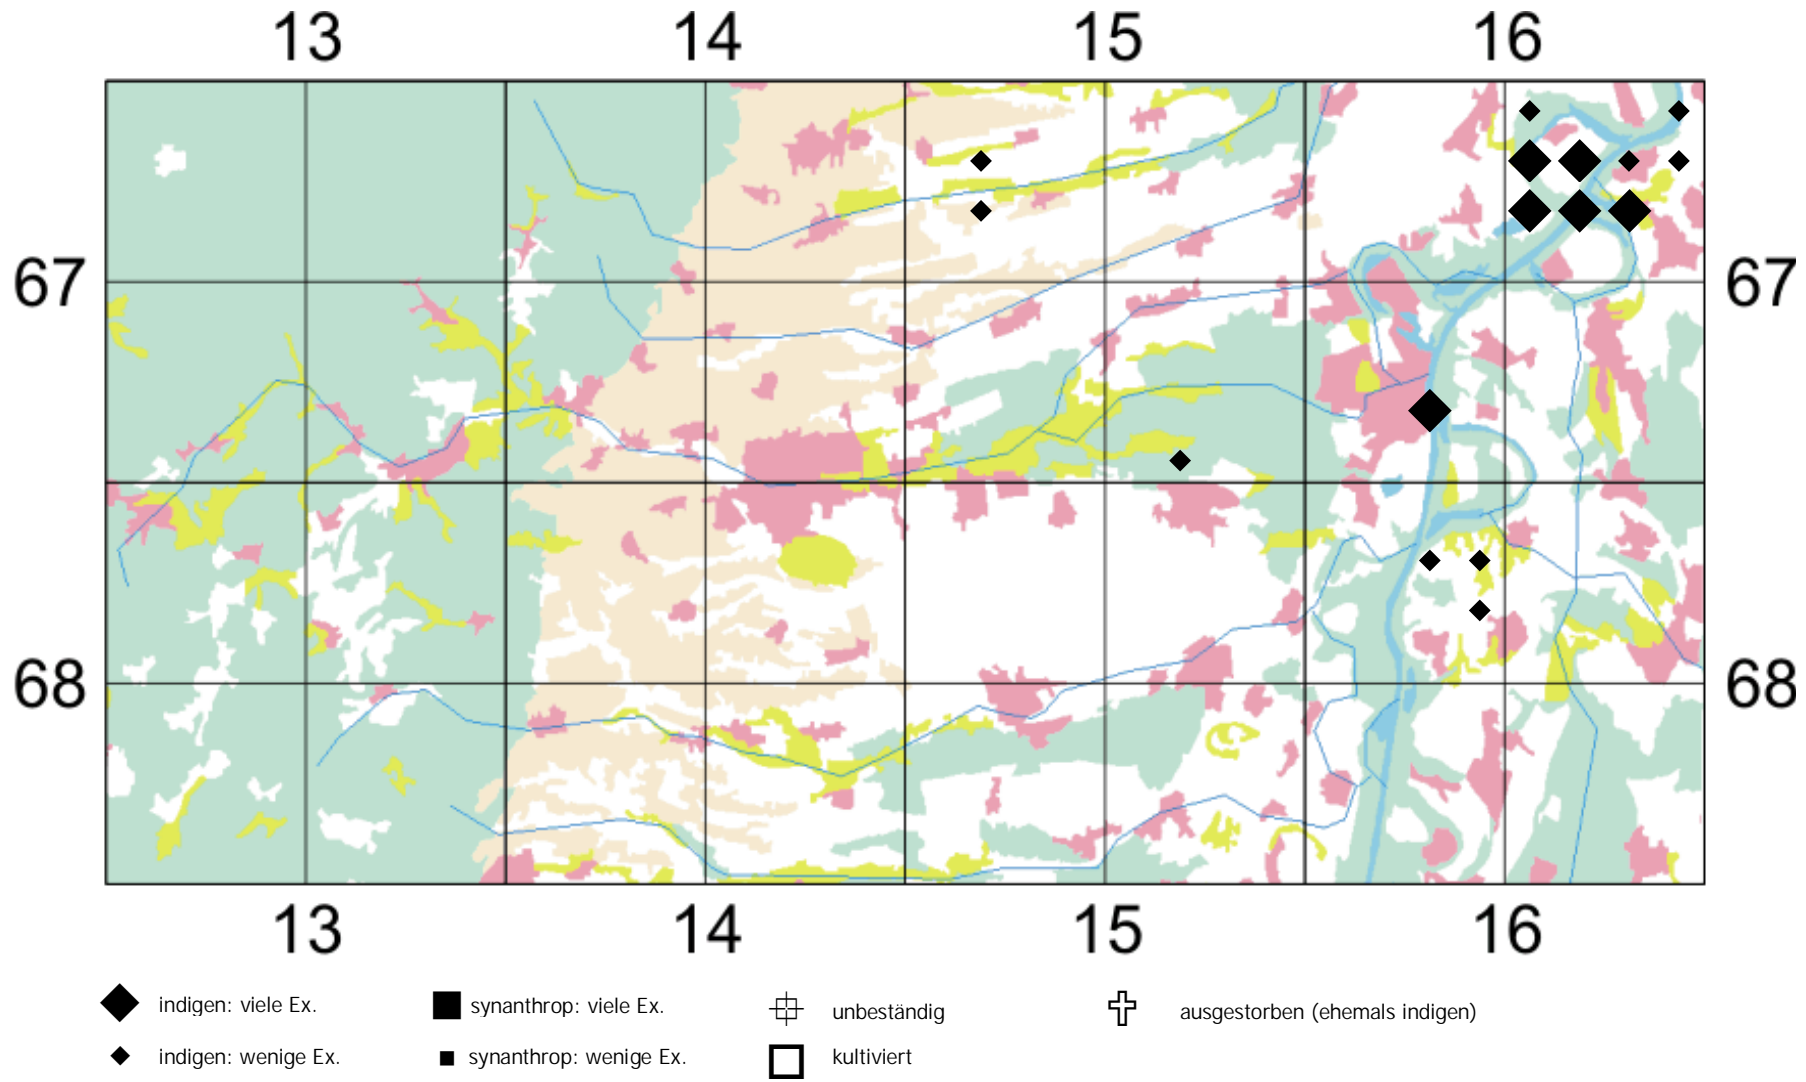 13 14 15 16
67 67
68 68
13 14 15 16
indigen: viele Ex. synanthrop: viele Ex. unbeständig ausgestorben (ehemals indigen)
indigen: wenige Ex. synanthrop: wenige Ex. kultiviert